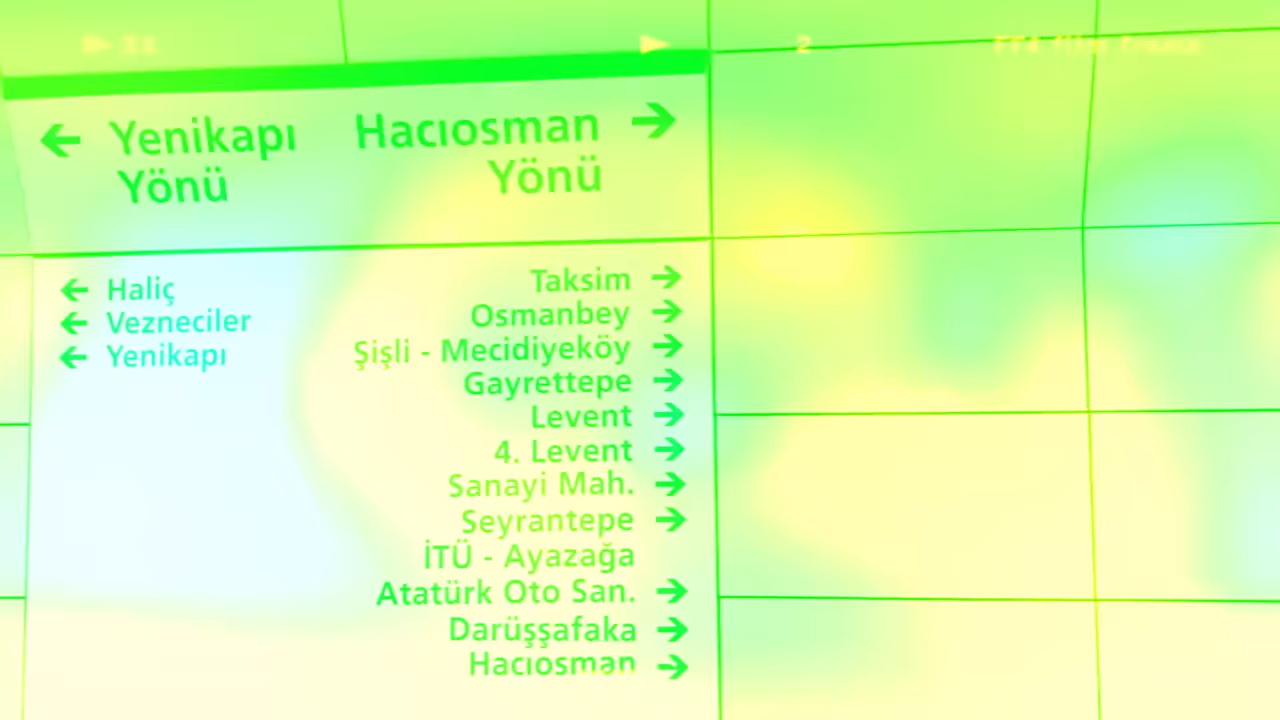 2
← Yenikapı Yönü
Hacıosman Yönü →
← Haliç
← Vezneciler
← Yenikapı
Taksim →
Osmanbey →
Şişli - Mecidiyeköy →
Gayrettepe →
Levent →
4. Levent →
Sanayi Mah. →
Seyrantepe →
İTÜ - Ayazağa
Atatürk Oto San. →
Darüşşafaka →
Hacıosman →